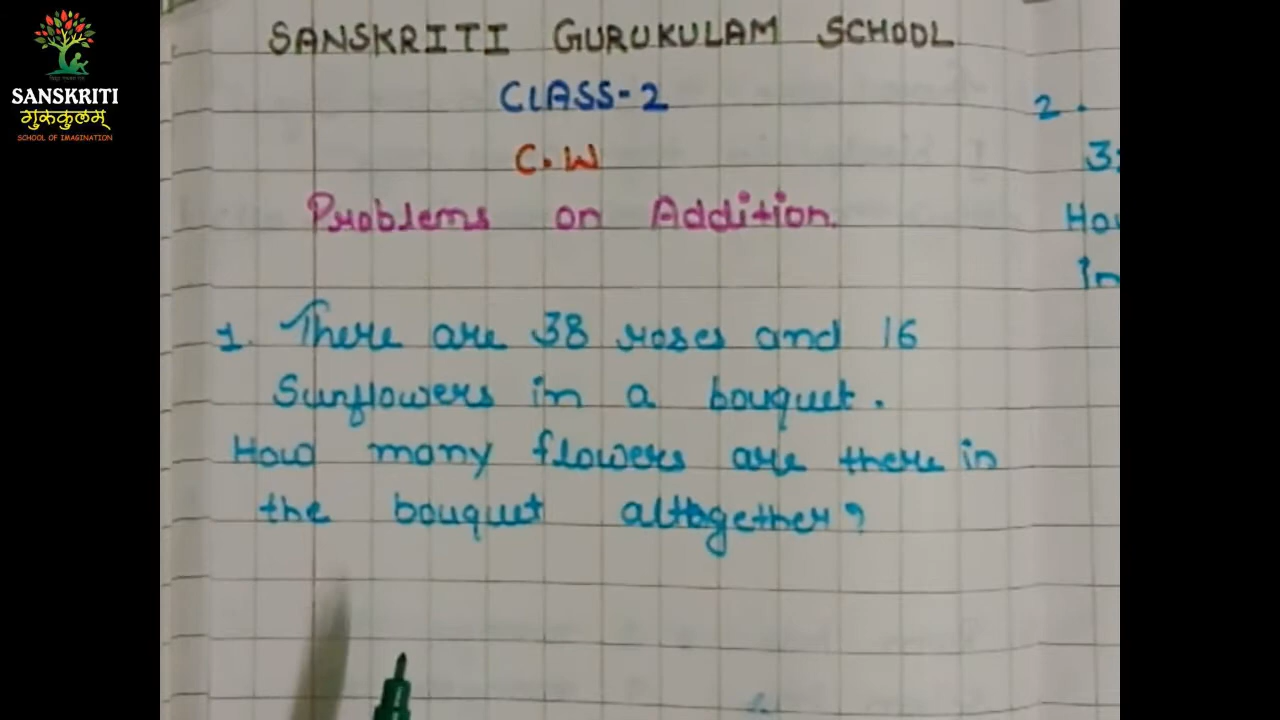 SANSKRITI
गुरुकुलम्
SCHOOL OF IMAGINATION
SANSKRITI GURUKULAM SCHOOL
CLASS-2
C.W
Problems on Addition.
1. There are 38 roses and 16
Sunflowers in a bouquet.
How many flowers are there in
the bouquet alttogether?
2.